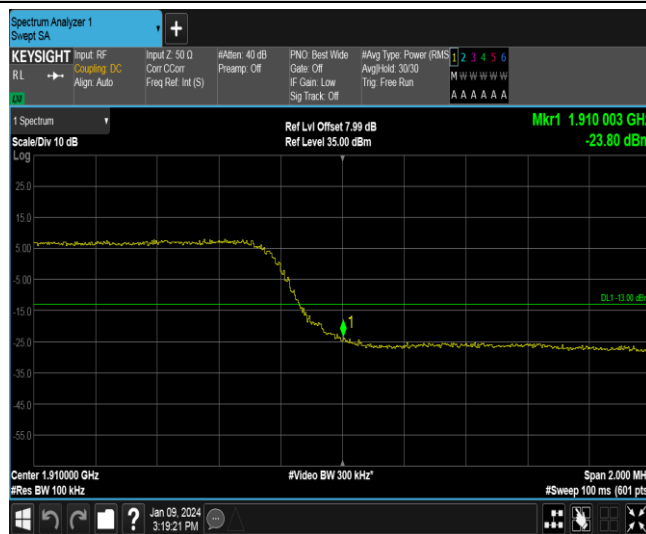 Spectrum Analyzer 1
Swept SA
KEYSIGHT
RL
LXI
Input: RF
Coupling: DC
Align: Auto
Input Z: 50 Ω
Corr CCorr
Freq Ref: Int (S)
#Atten: 40 dB
Preamp: Off
PNO: Best Wide
Gate: Off
IF Gain: Low
Sig Track: Off
#Avg Type: Power (RMS
Avg|Hold: 30/30
Trig: Free Run
1 2 3 4 5 6
M W W W W W
A A A A A A
1 Spectrum
Scale/Div 10 dB
Ref Lvl Offset 7.99 dB
Ref Level 35.00 dBm
Mkr1 1.910 003 GHz
-23.80 dBm
Log
25.0
15.0
5.00
-5.00
DL1 -13.00 dBm
-15.0
1
-25.0
-35.0
-45.0
-55.0
Center 1.910000 GHz
#Res BW 100 kHz
#Video BW 300 kHz*
Span 2.000 MH
#Sweep 100 ms (601 pts
?
Jan 09, 2024
3:19:21 PM